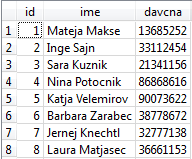 id ime davcna
1 1 Mateja Makse 13685252
2 2 Inge Sajn 33112454
3 3 Sara Kuznik 21341156
4 4 Nina Potocnik 86868616
5 5 Katja Velemirov 90073622
6 6 Barbara Zarabec 38778672
7 7 Jernej Knechtl 32777138
8 8 Laura Matjasec 36661153